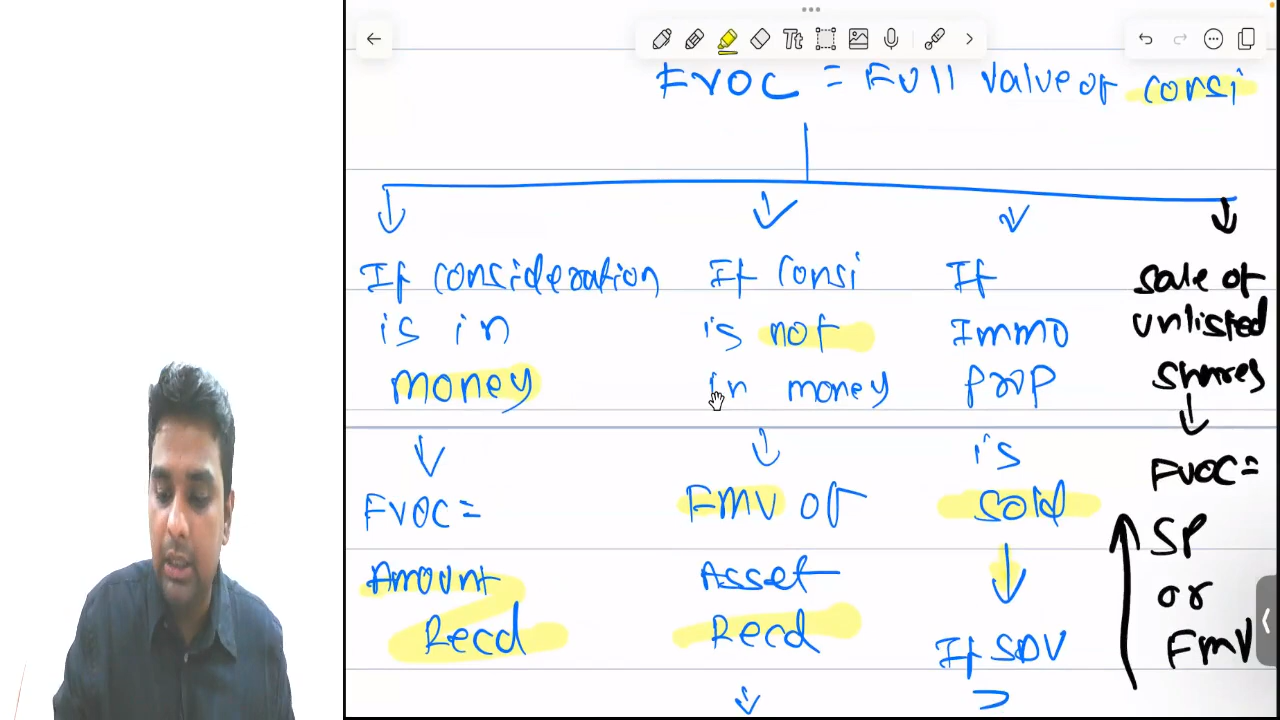 FVOC = Full value of consi
If consideration
is in
money
FVOC =
Amount
Recd
If consi
is not
in money
FMV of
Asset
Recd
If
Immo
Prop
is
sold
If SDV
>
sale of
unlisted
shares
FVOC =
SP
or
FMV
Tt